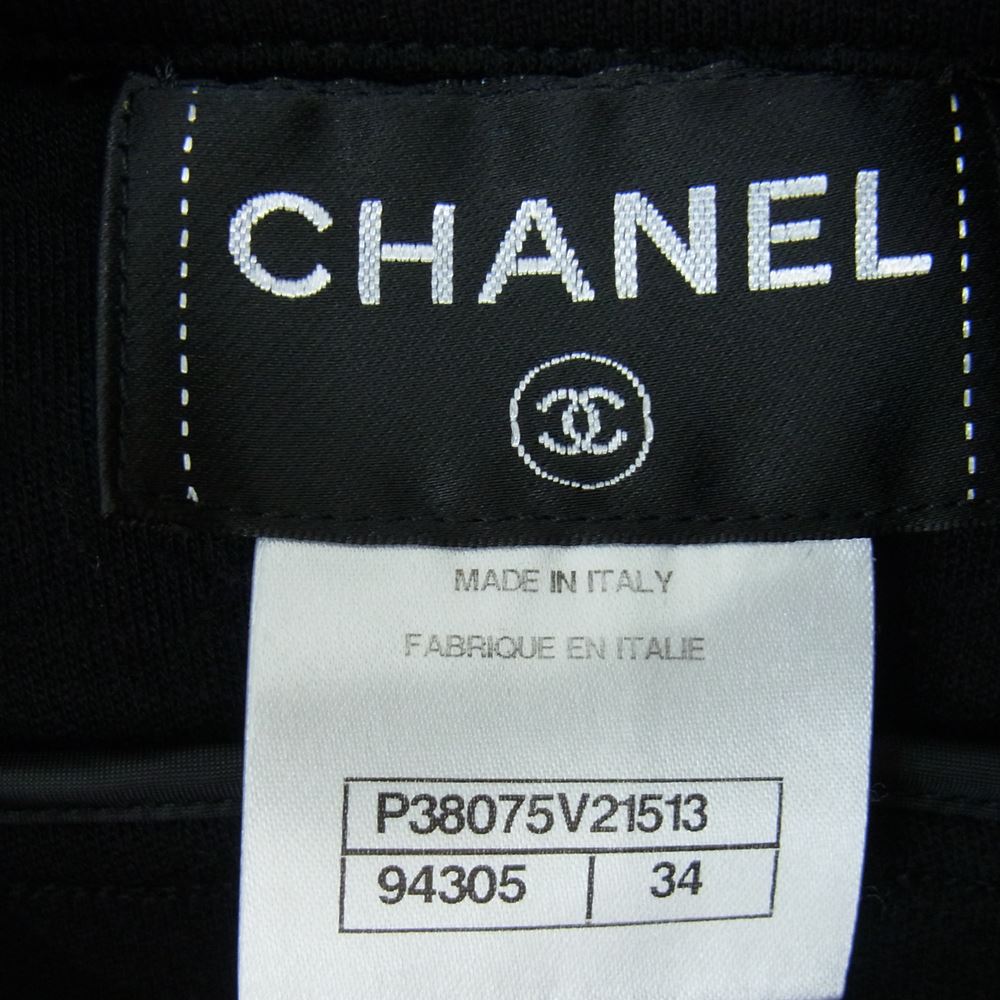 CHANEL
MADE IN ITALY
FABRIQUE EN ITALIE
P38075V21513
94305 34